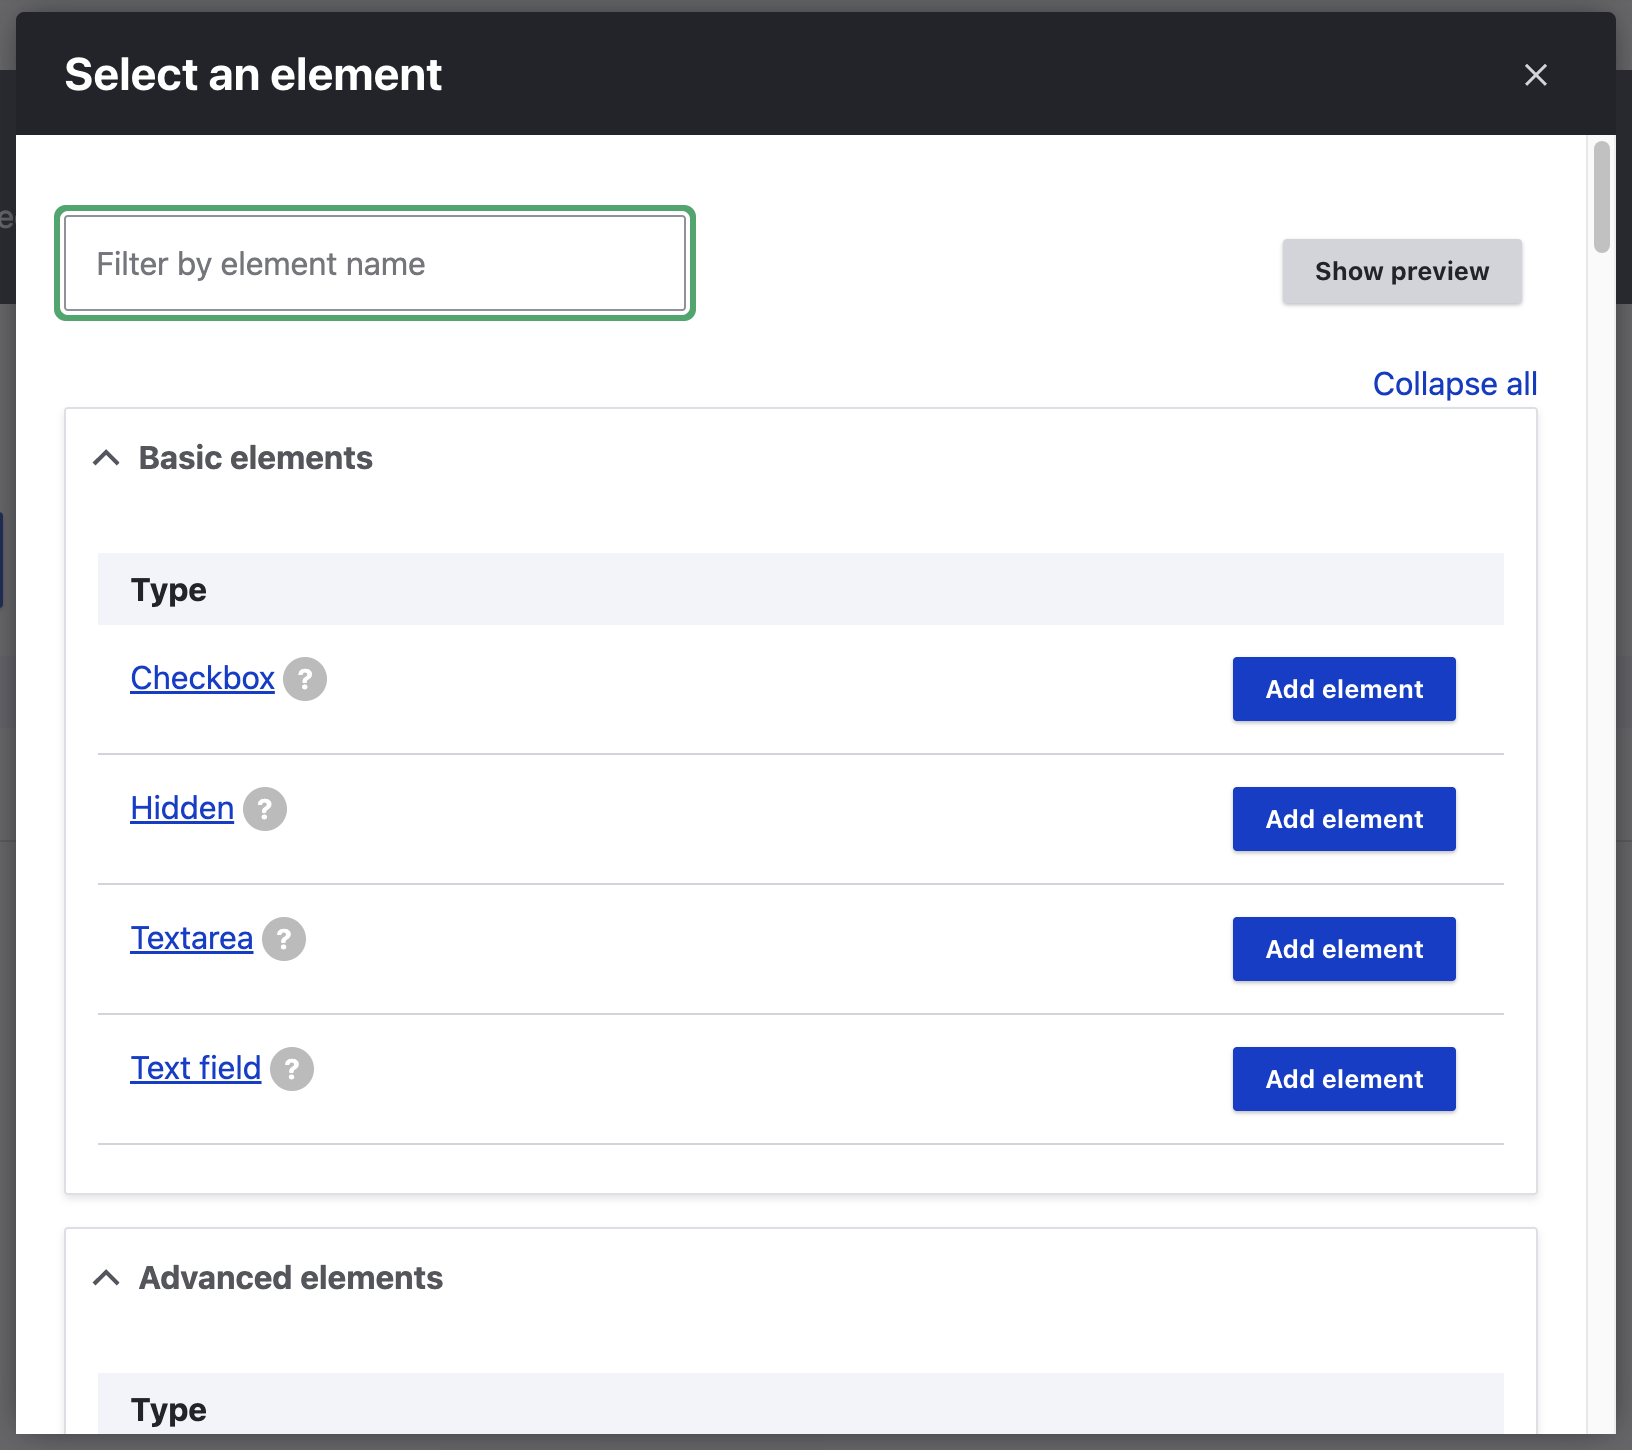 Select an element
Filter by element name
Show preview
Collapse all
Basic elements
Type
Checkbox ?
Add element
Hidden ?
Add element
Textarea ?
Add element
Text field ?
Add element
Advanced elements
Type